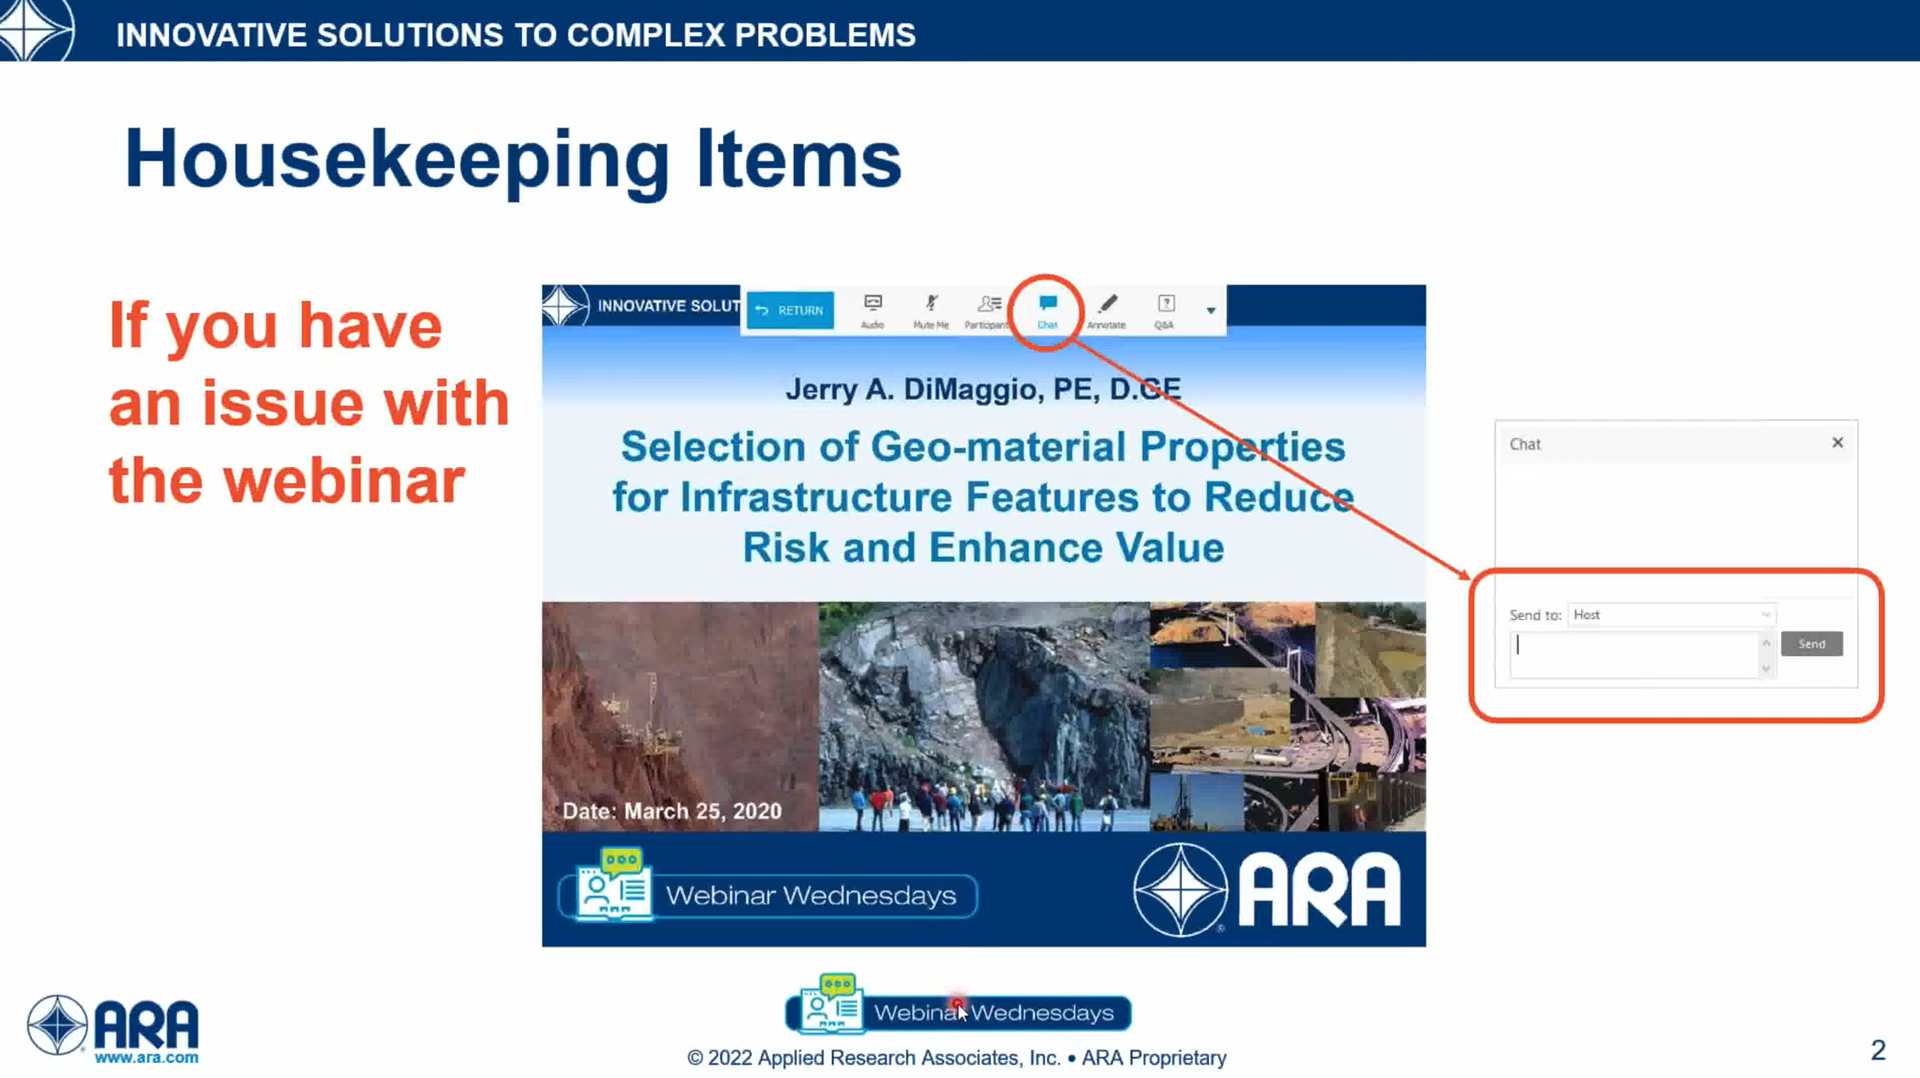 INNOVATIVE SOLUTIONS TO COMPLEX PROBLEMS
Housekeeping Items
If you have
an issue with
the webinar
INNOVATIVE SOLUT
RETURN
Audio
Mute Me
Participant
Chat
Annotate
Q&A
Jerry A. DiMaggio, PE, D.GE
Selection of Geo-material Properties
for Infrastructure Features to Reduce
Risk and Enhance Value
Date: March 25, 2020
Webinar Wednesdays
ARA
Chat
Send to: Host
Send
ARA
www.ara.com
Webinar Wednesdays
© 2022 Applied Research Associates, Inc. • ARA Proprietary
2